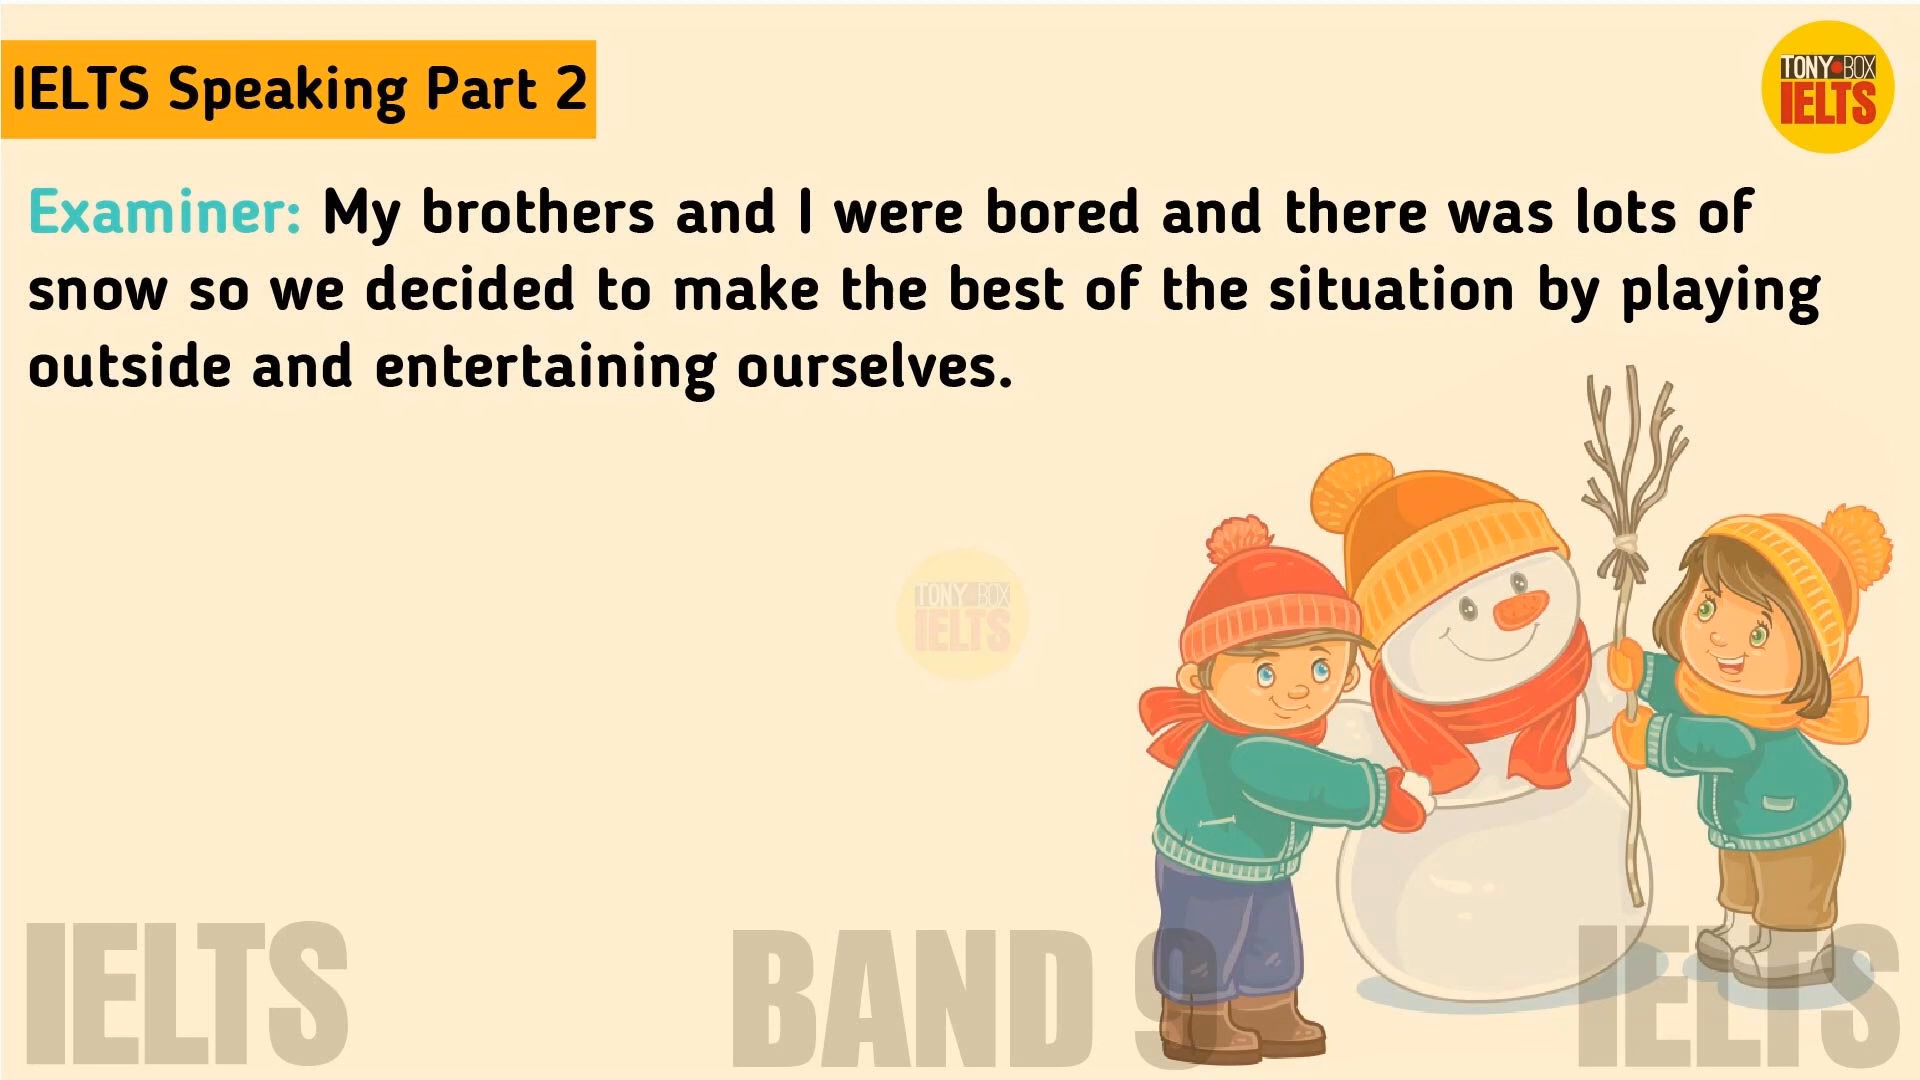 IELTS Speaking Part 2
TONY BOX
IELTS
Examiner: My brothers and I were bored and there was lots of
snow so we decided to make the best of the situation by playing
outside and entertaining ourselves.
TONY BOX
IELTS
IELTS
BAND 9
IELTS